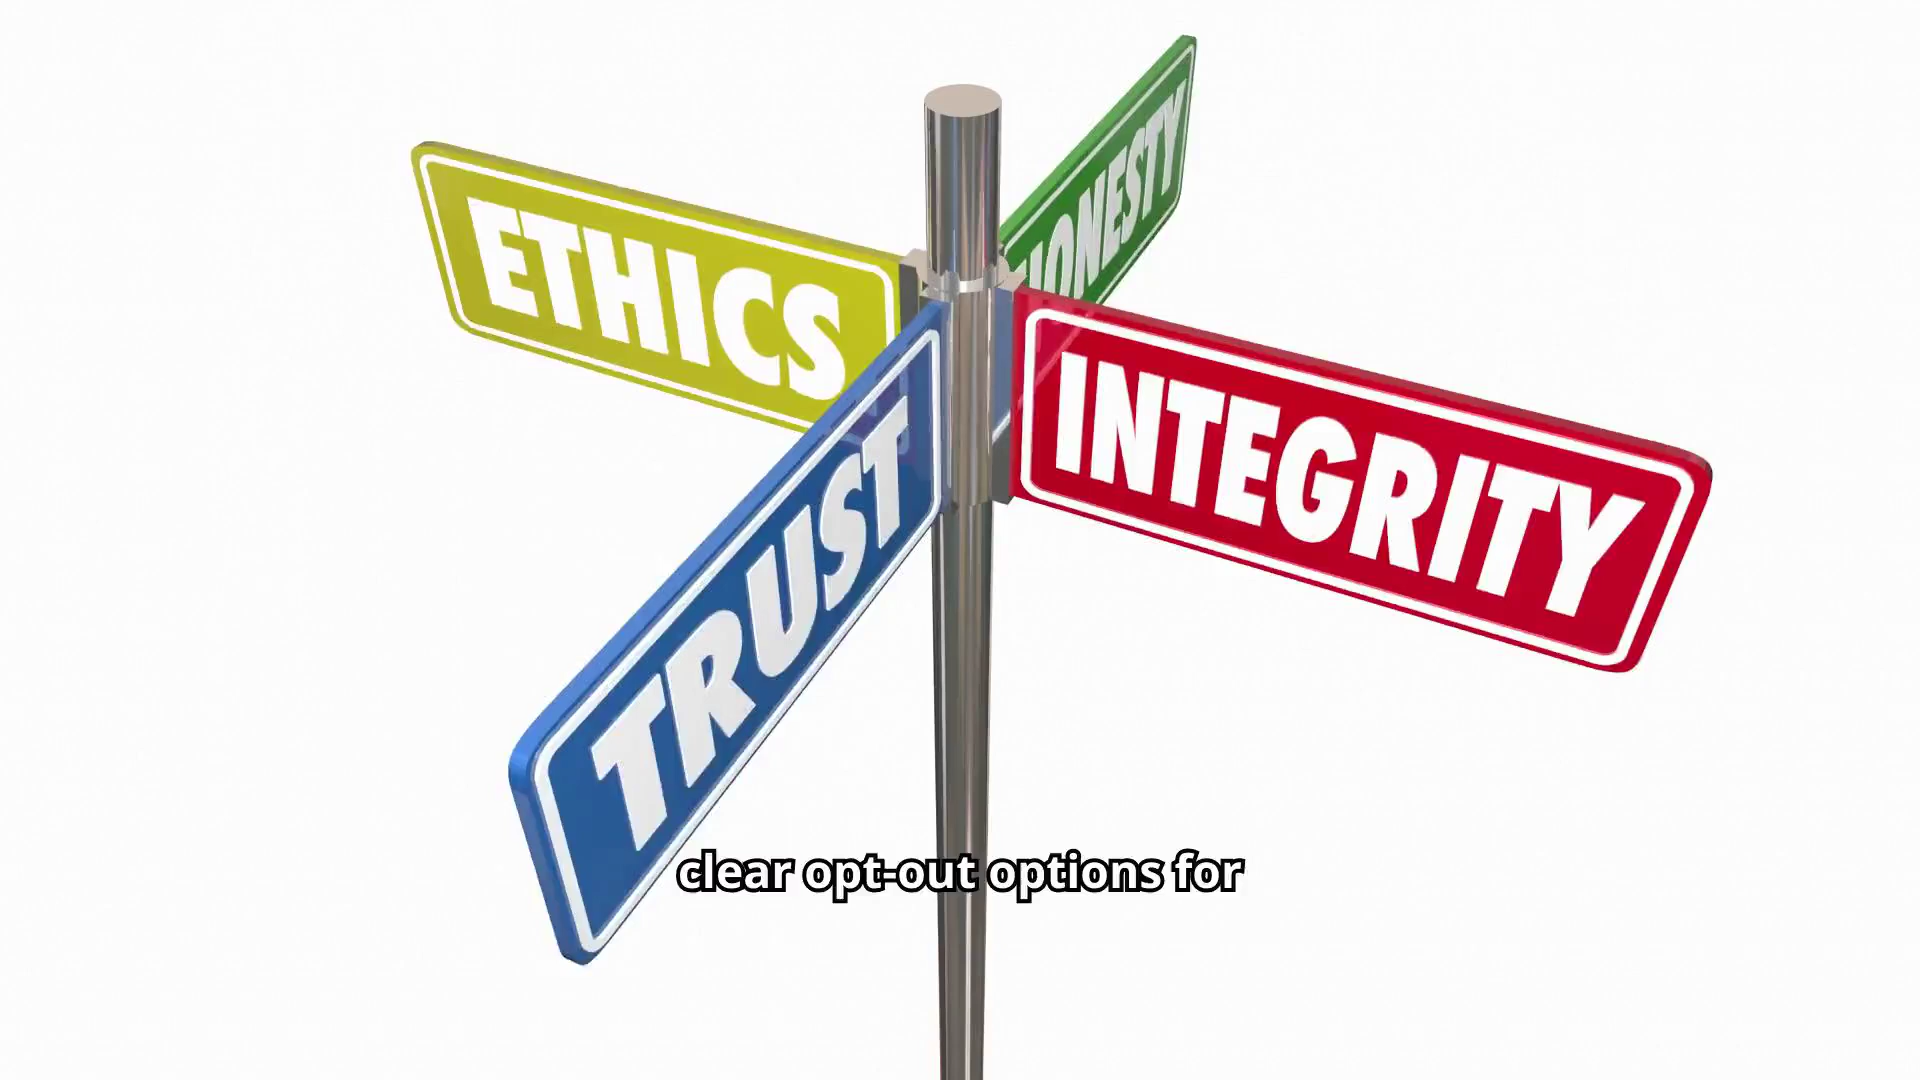 HONESTY
ETHICS
INTEGRITY
TRUST
clear opt-out options for